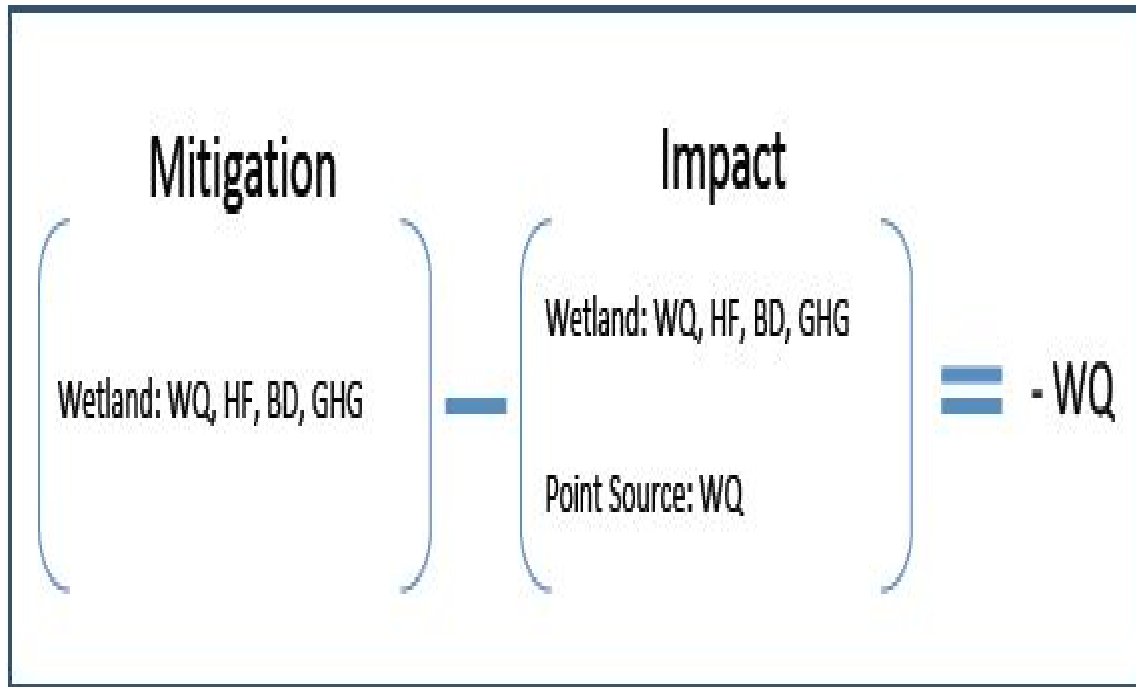 Mitigation
Impact
Wetland: WQ, HF, BD, GHG
Wetland: WQ, HF, BD, GHG
Point Source: WQ
- WQ